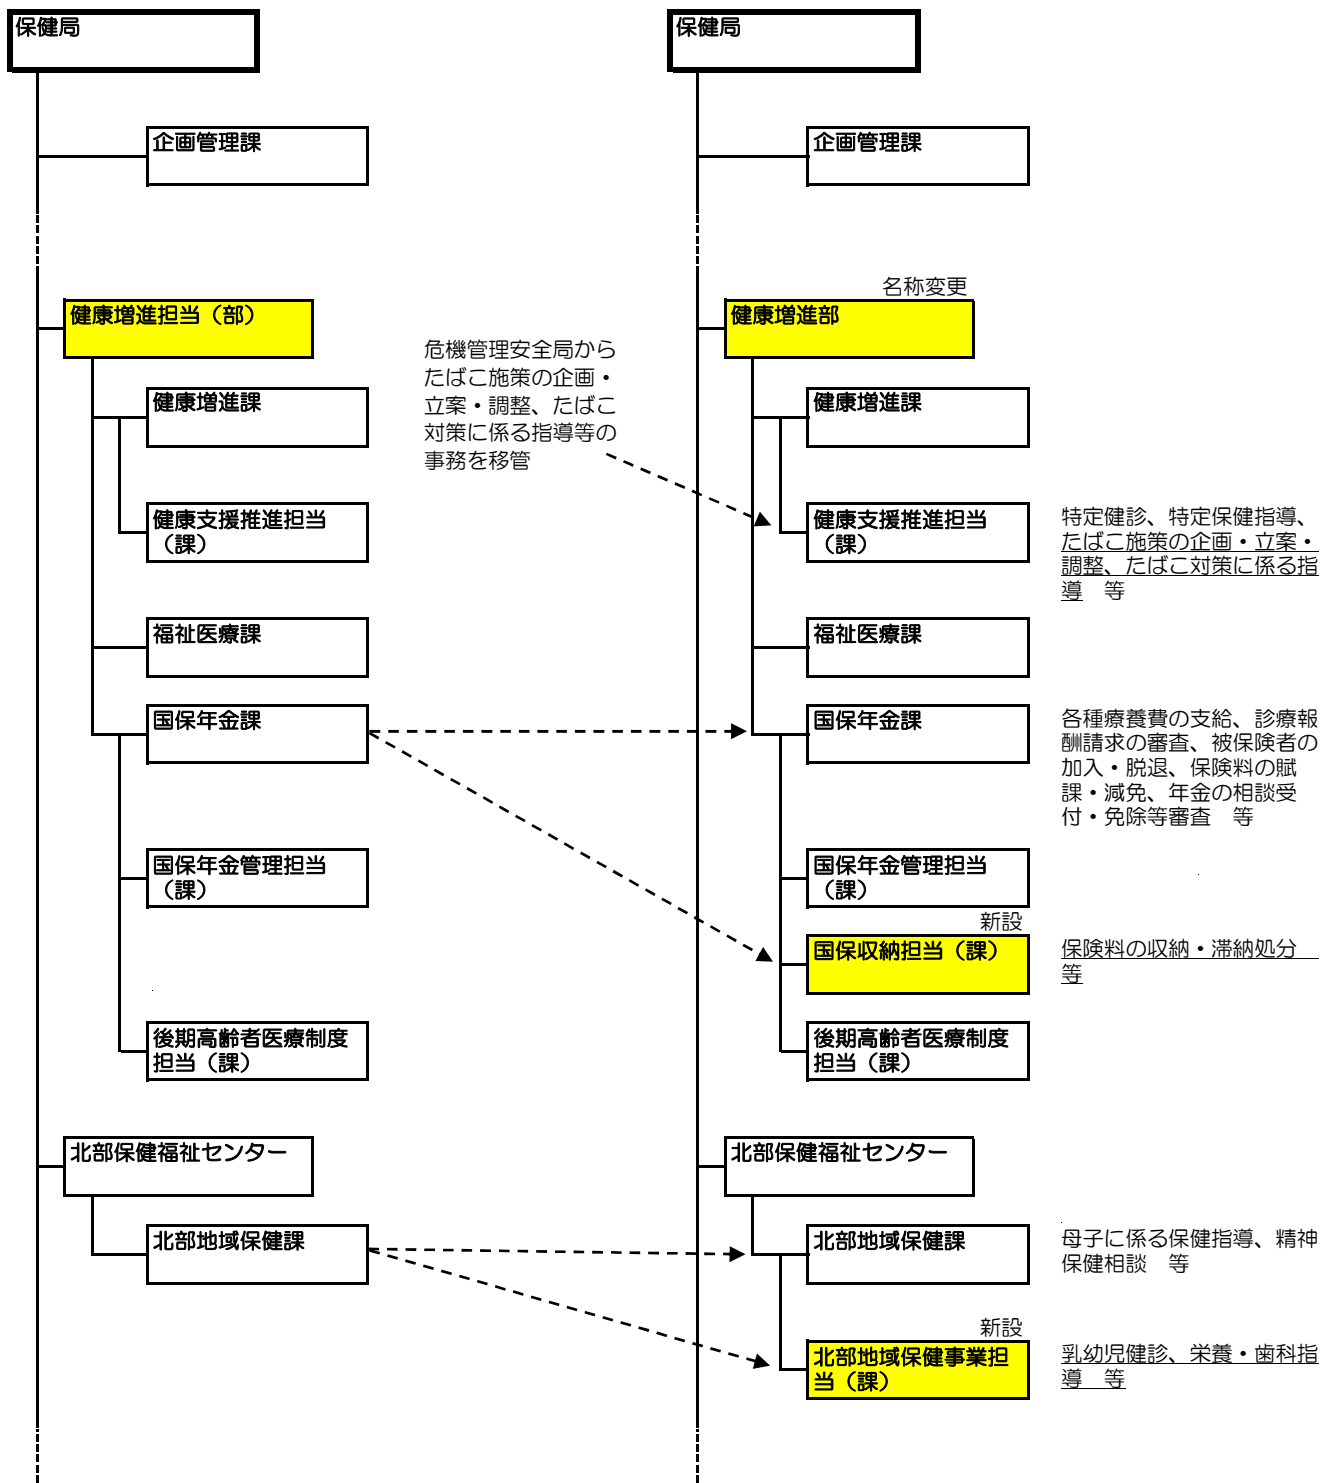 保健局
企画管理課
健康増進担当（部）
健康増進課
健康支援推進担当
（課）
福祉医療課
国保年金課
国保年金管理担当
（課）
後期高齢者医療制度
担当（課）
北部保健福祉センター
北部地域保健課
危機管理安全局から
たばこ施策の企画・
立案・調整、たばこ
対策に係る指導等の
事務を移管
保健局
企画管理課
名称変更
健康増進部
健康増進課
健康支援推進担当
（課）
特定健診、特定保健指導、
たばこ施策の企画・立案・
調整、たばこ対策に係る指
導　等
福祉医療課
国保年金課
各種療養費の支給、診療報
酬請求の審査、被保険者の
加入・脱退、保険料の賦
課・減免、年金の相談受
付・免除等審査　等
国保年金管理担当
（課）
新設
国保収納担当（課）
保険料の収納・滞納処分
等
後期高齢者医療制度
担当（課）
北部保健福祉センター
北部地域保健課
母子に係る保健指導、精神
保健相談　等
新設
北部地域保健事業担
当（課）
乳幼児健診、栄養・歯科指
導　等